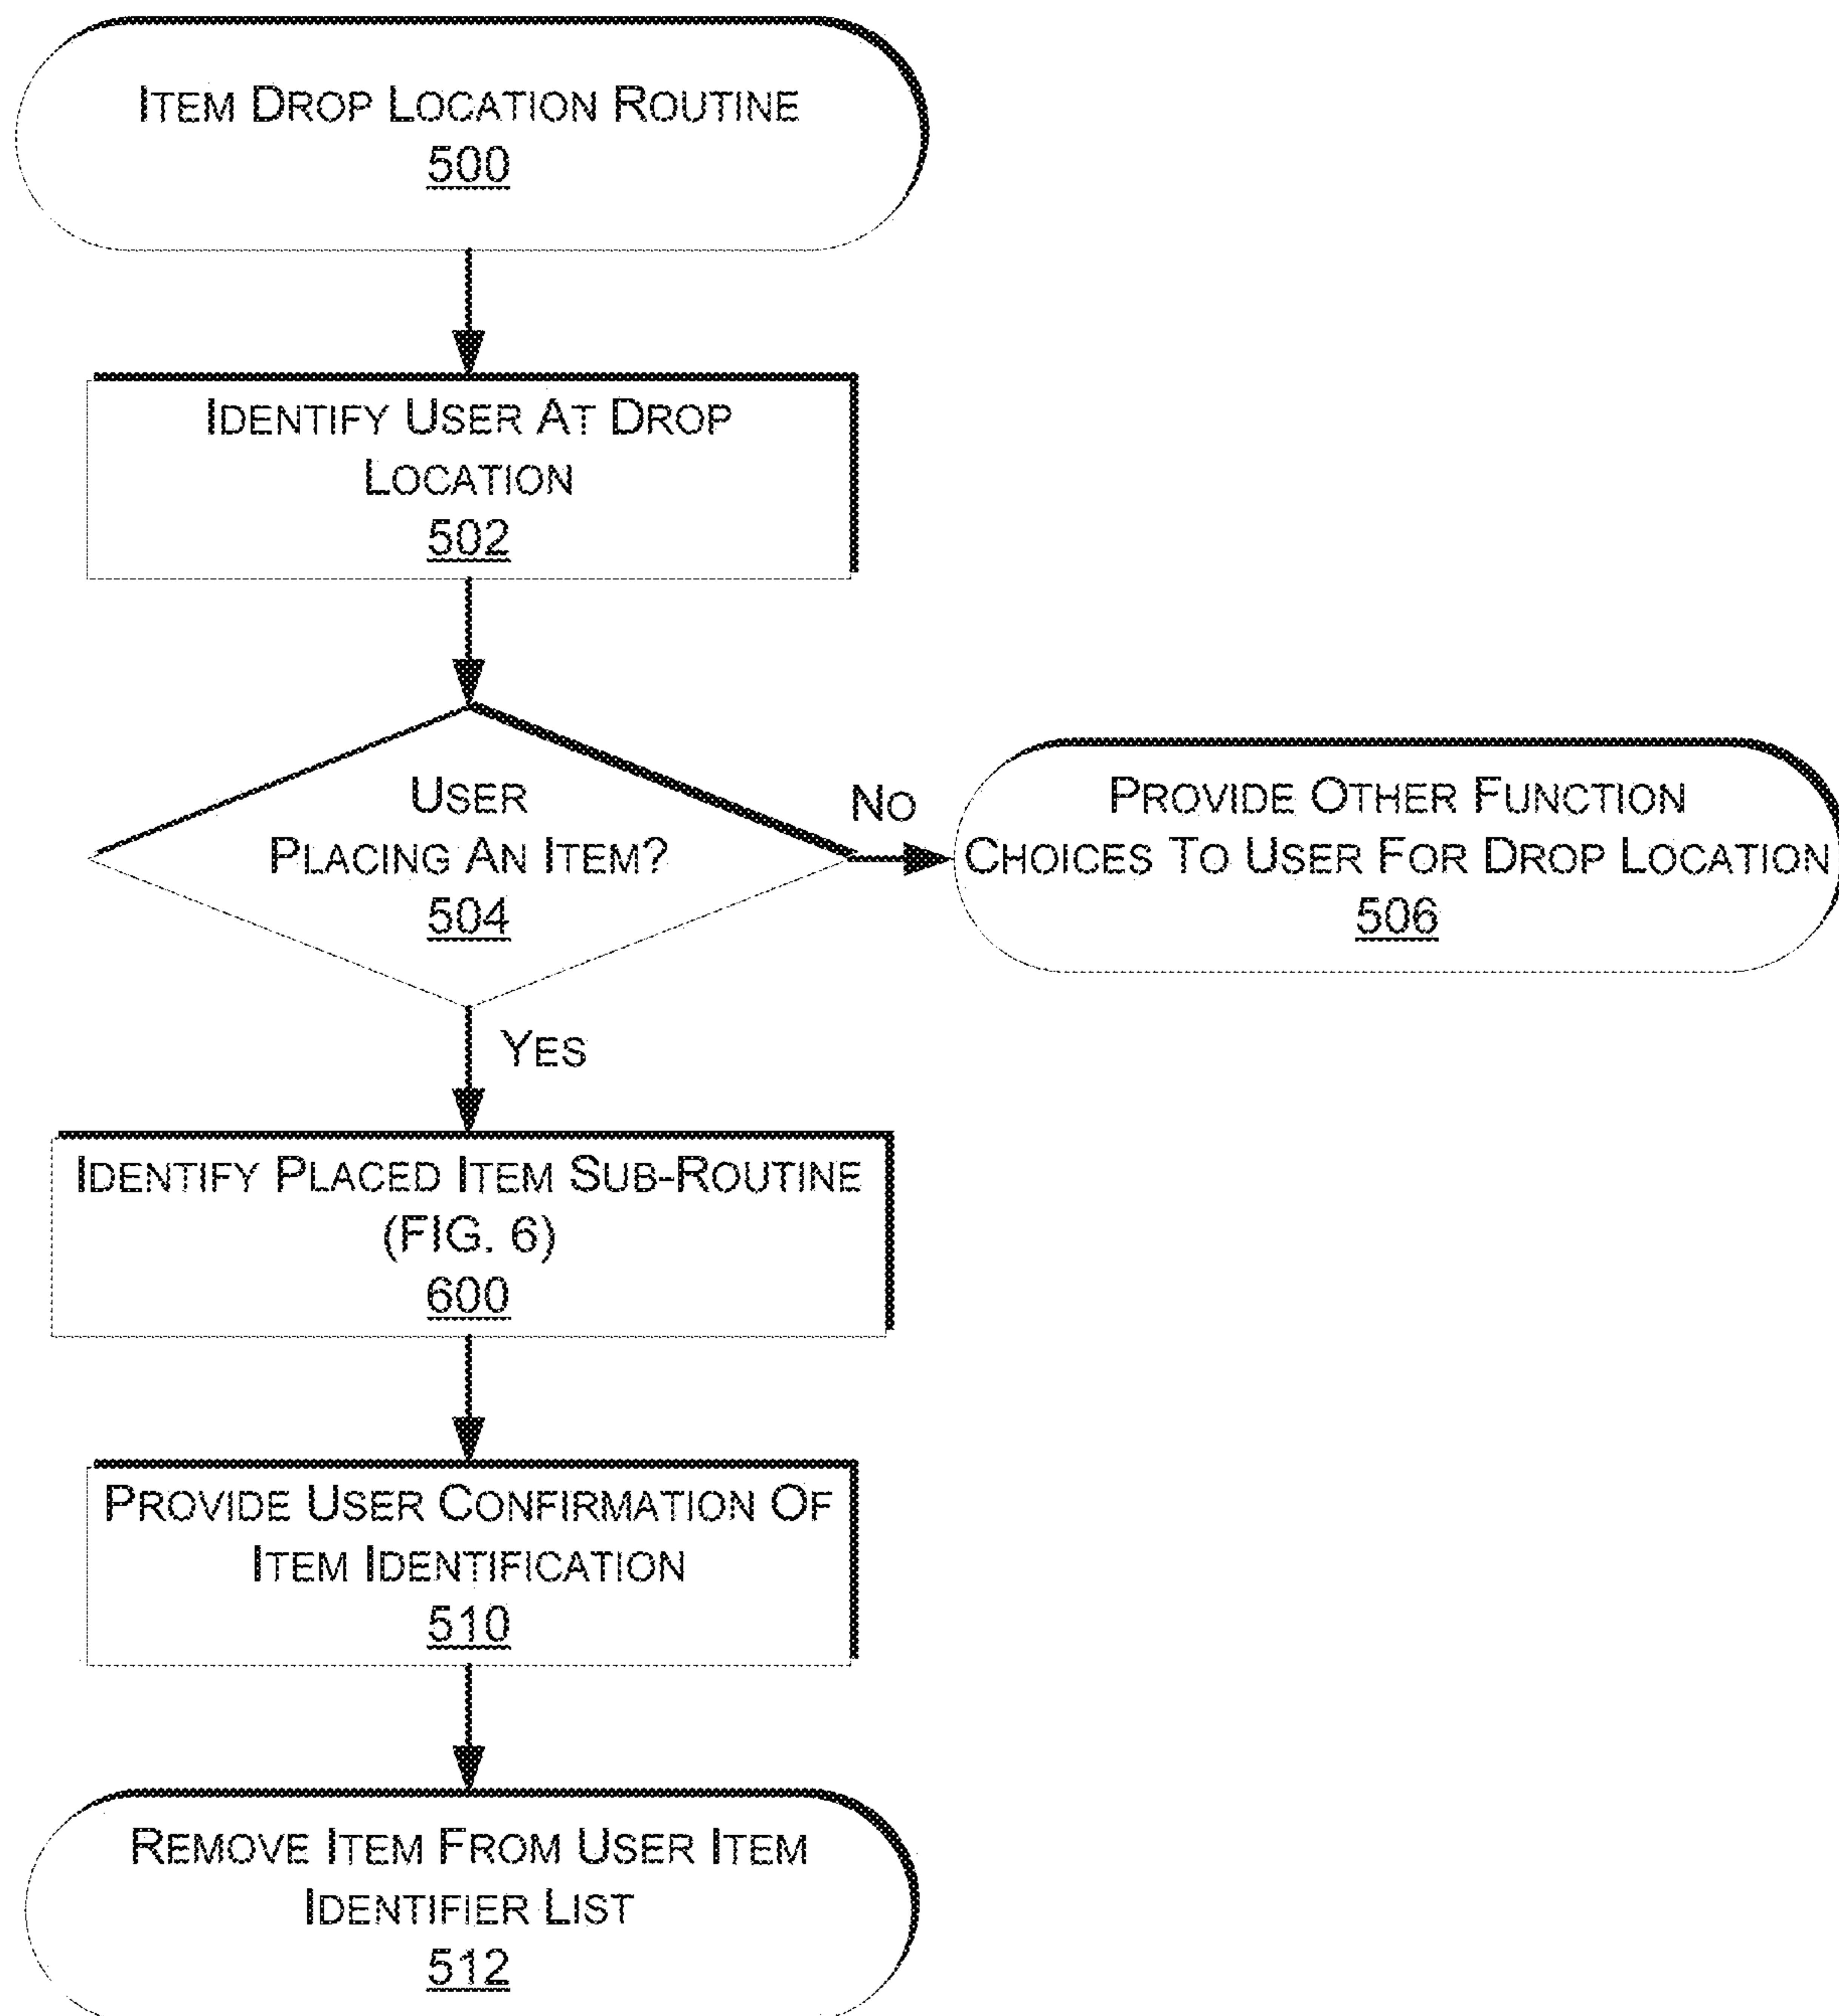 ITEM DROP LOCATION ROUTINE
500
IDENTIFY USER AT DROP
LOCATION
502
USER
PLACING AN ITEM?
504
NO
PROVIDE OTHER FUNCTION
CHOICES TO USER FOR DROP LOCATION
506
YES
IDENTIFY PLACED ITEM SUB-ROUTINE
(FIG. 6)
600
PROVIDE USER CONFIRMATION OF
ITEM IDENTIFICATION
510
REMOVE ITEM FROM USER ITEM
IDENTIFIER LIST
512